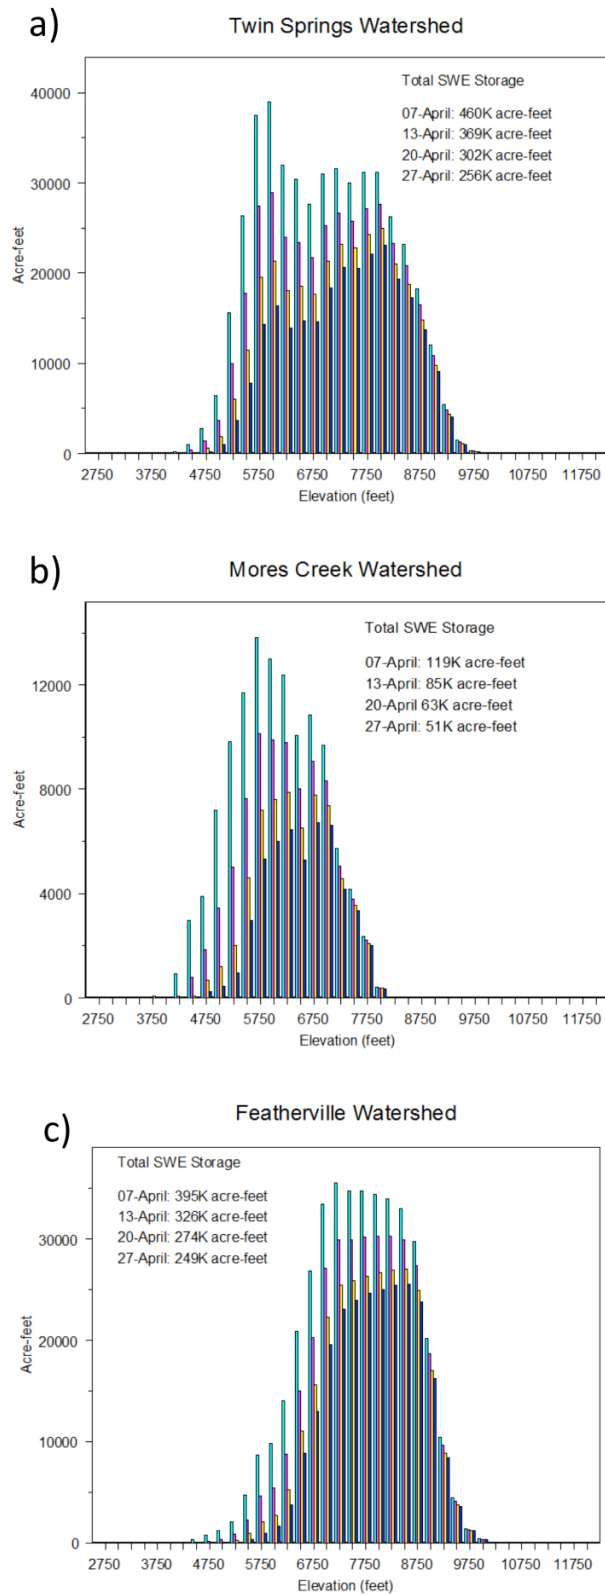 a)
Twin Springs Watershed
Total SWE Storage
07-April: 460K acre-feet
13-April: 369K acre-feet
20-April: 302K acre-feet
27-April: 256K acre-feet
40000
30000
20000
10000
0
Acre-feet
2750 3750 4750 5750 6750 7750 8750 9750 10750 11750
Elevation (feet)
b)
Mores Creek Watershed
Total SWE Storage
07-April: 119K acre-feet
13-April: 85K acre-feet
20-April 63K acre-feet
27-April: 51K acre-feet
12000
8000
4000
0
Acre-feet
2750 3750 4750 5750 6750 7750 8750 9750 10750 11750
Elevation (feet)
c)
Featherville Watershed
Total SWE Storage
07-April: 395K acre-feet
13-April: 326K acre-feet
20-April: 274K acre-feet
27-April: 249K acre-feet
30000
20000
10000
0
Acre-feet
2750 3750 4750 5750 6750 7750 8750 9750 10750 11750
Elevation (feet)